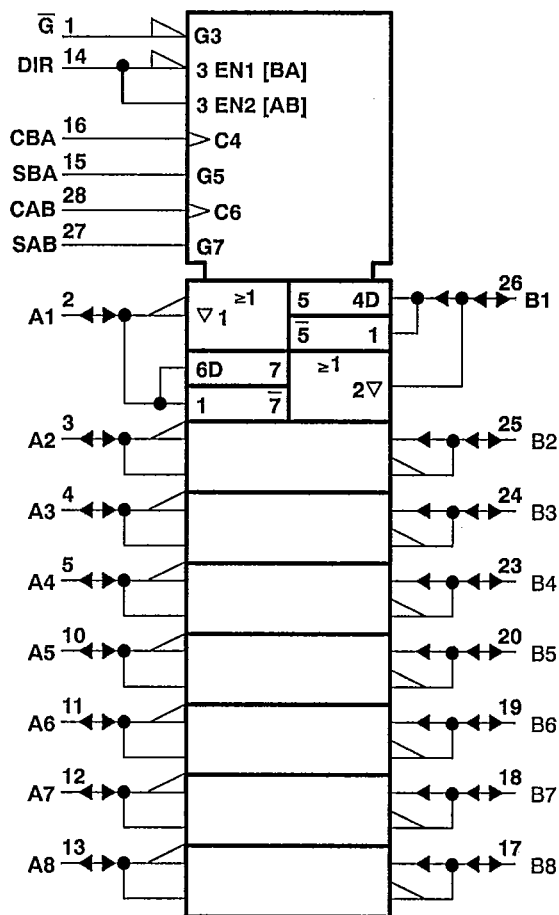 G̅ 1 G3
DIR 14 3 EN1 [BA]
3 EN2 [AB]
CBA 16 C4
SBA 15 G5
CAB 28 C6
SAB 27 G7
A1 2 ▽ 1 ≥1 5 4D 26 B1
5̅ 1
6D 7 ≥1
2▽
1 7̅
A2 3 25 B2
A3 4 24 B3
A4 5 23 B4
A5 10 20 B5
A6 11 19 B6
A7 12 18 B7
A8 13 17 B8